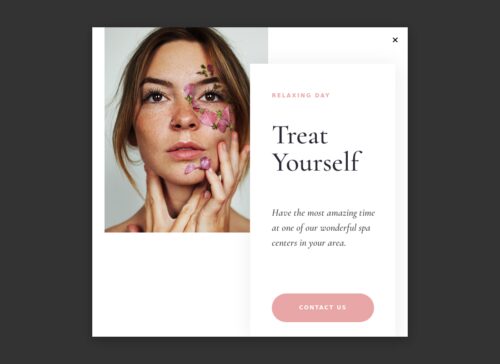 ×
RELAXING DAY
Treat
Yourself
Have the most amazing time
at one of our wonderful spa
centers in your area.
CONTACT US